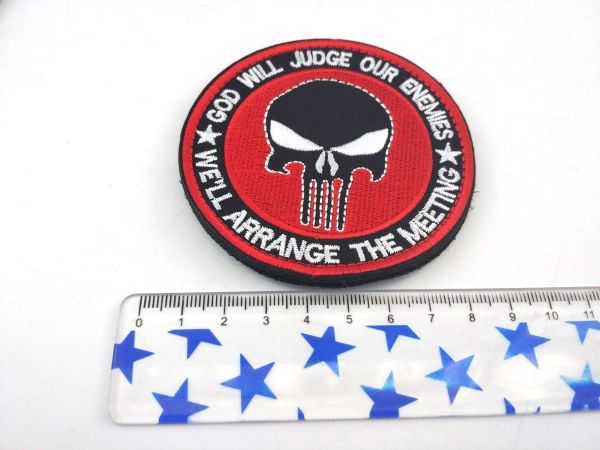 GOD WILL JUDGE OUR ENEMIES
WE'LL ARRANGE THE MEETING
0 1 2 3 4 5 6 7 8 9 10 11